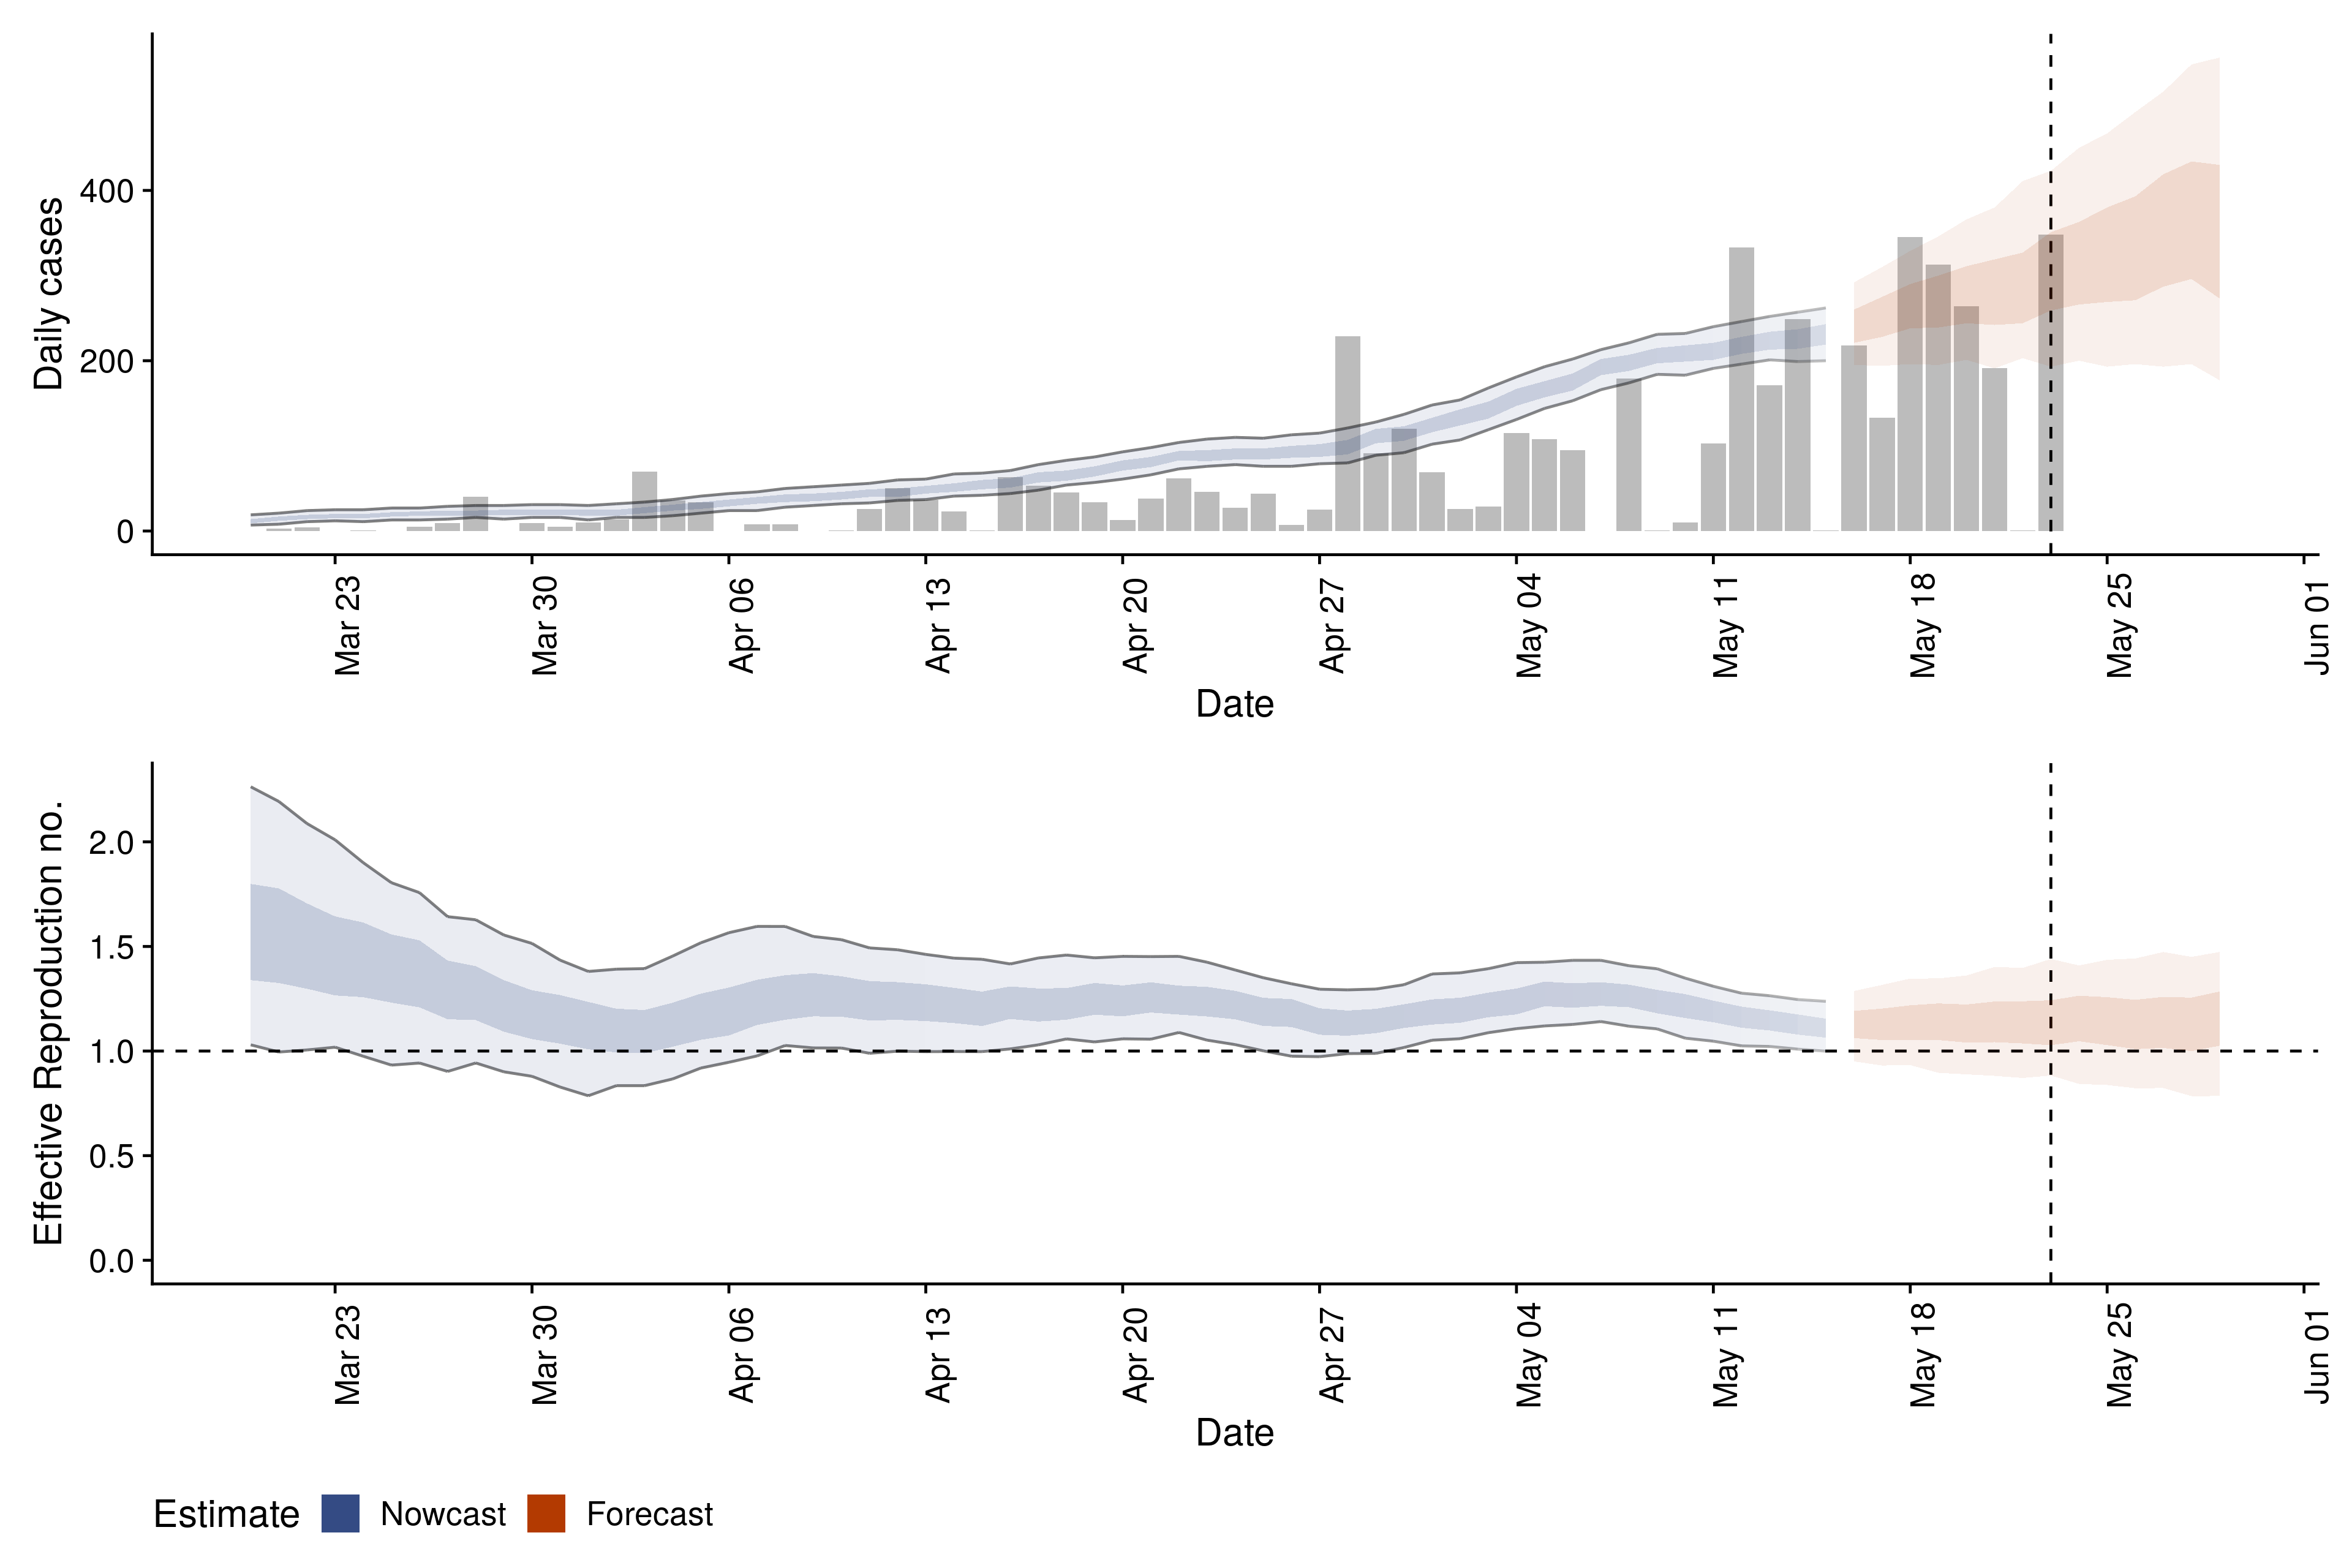 Daily cases
400
200
0
Mar 23
Mar 30
Apr 06
Apr 13
Apr 20
Apr 27
May 04
May 11
May 18
May 25
Jun 01
Date
Effective Reproduction no.
2.0
1.5
1.0
0.5
0.0
Mar 23
Mar 30
Apr 06
Apr 13
Apr 20
Apr 27
May 04
May 11
May 18
May 25
Jun 01
Date
Estimate Nowcast Forecast